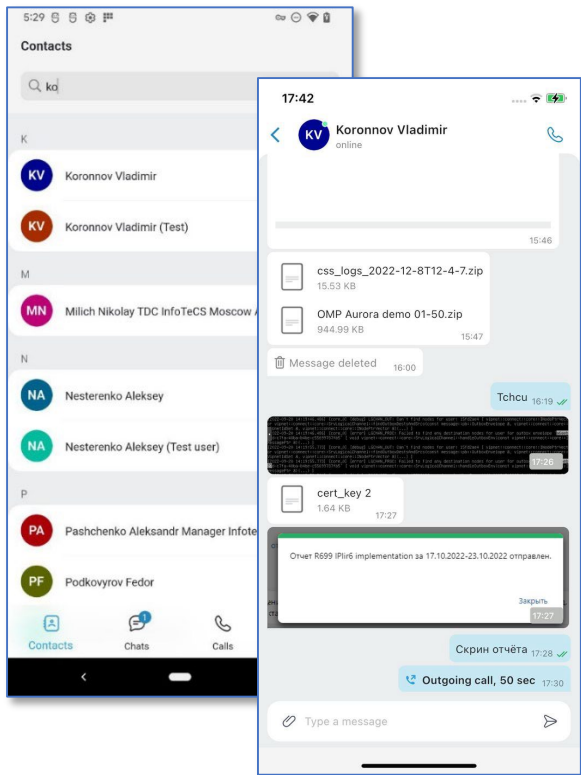 5:29
Contacts
ko
K
KV Koronnov Vladimir
KV Koronnov Vladimir (Test)
M
MN Milich Nikolay TDC InfoTeCS Moscow
N
NA Nesterenko Aleksey
NA Nesterenko Aleksey (Test user)
P
PA Pashchenko Aleksandr Manager Infote
PF Podkovyrov Fedor
1
Contacts Chats Calls
17:42
KV Koronnov Vladimir
online
15:46
css_logs_2022-12-8T12-4-7.zip
15.53 KB
OMP Aurora demo 01-50.zip
944.99 KB
15:47
Message deleted 16:00
Tchcu 16:19
17:26
cert_key 2
1.64 KB
17:27
Отчет R699 IPlir6 implementation за 17.10.2022-23.10.2022 отправлен.
Закрыть
17:27
Скрин отчёта 17:28
Outgoing call, 50 sec 17:30
Type a message